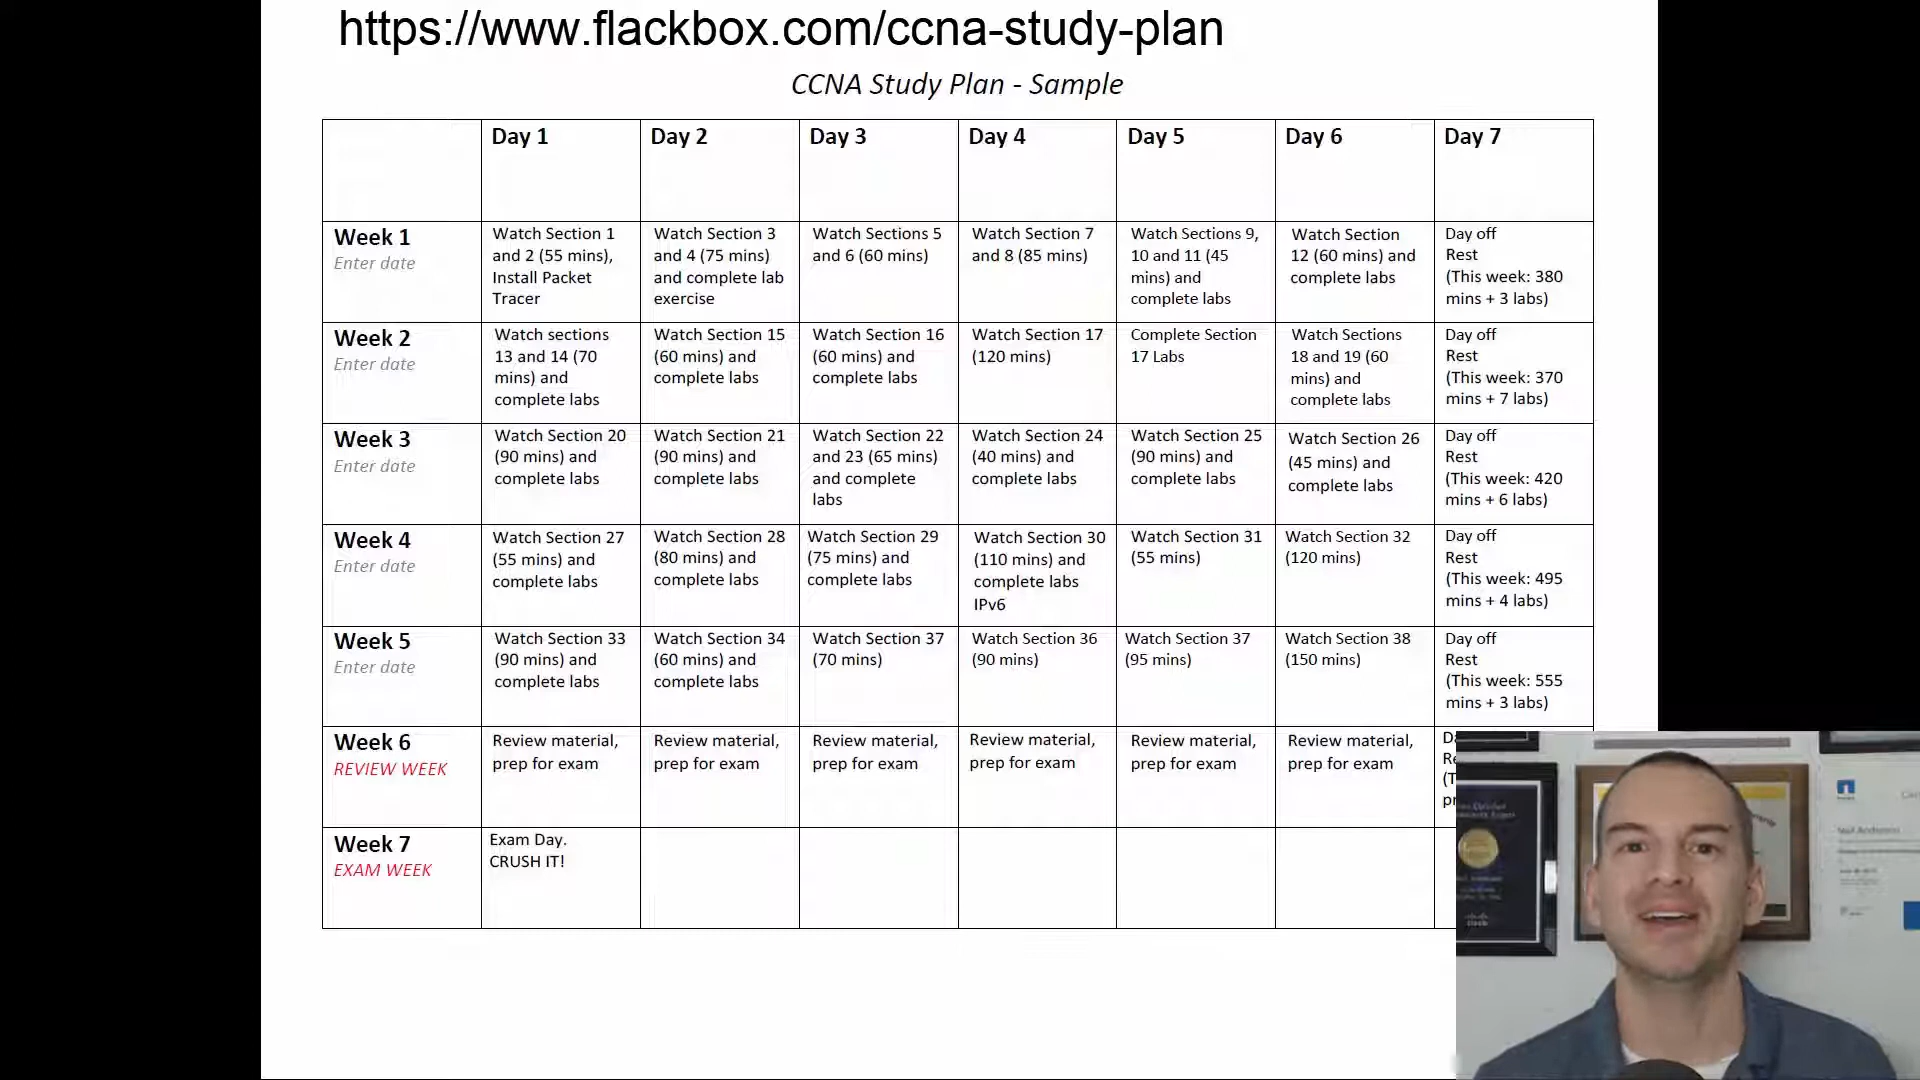 https://www.flackbox.com/ccna-study-plan
CCNA Study Plan - Sample
Day 1
Day 2
Day 3
Day 4
Day 5
Day 6
Day 7
Week 1
Enter date
Watch Section 1
and 2 (55 mins),
Install Packet
Tracer
Watch Section 3
and 4 (75 mins)
and complete lab
exercise
Watch Sections 5
and 6 (60 mins)
Watch Section 7
and 8 (85 mins)
Watch Sections 9,
10 and 11 (45
mins) and
complete labs
Watch Section
12 (60 mins) and
complete labs
Day off
Rest
(This week: 380
mins + 3 labs)
Week 2
Enter date
Watch sections
13 and 14 (70
mins) and
complete labs
Watch Section 15
(60 mins) and
complete labs
Watch Section 16
(60 mins) and
complete labs
Watch Section 17
(120 mins)
Complete Section
17 Labs
Watch Sections
18 and 19 (60
mins) and
complete labs
Day off
Rest
(This week: 370
mins + 7 labs)
Week 3
Enter date
Watch Section 20
(90 mins) and
complete labs
Watch Section 21
(90 mins) and
complete labs
Watch Section 22
and 23 (65 mins)
and complete
labs
Watch Section 24
(40 mins) and
complete labs
Watch Section 25
(90 mins) and
complete labs
Watch Section 26
(45 mins) and
complete labs
Day off
Rest
(This week: 420
mins + 6 labs)
Week 4
Enter date
Watch Section 27
(55 mins) and
complete labs
Watch Section 28
(80 mins) and
complete labs
Watch Section 29
(75 mins) and
complete labs
Watch Section 30
(110 mins) and
complete labs
IPv6
Watch Section 31
(55 mins)
Watch Section 32
(120 mins)
Day off
Rest
(This week: 495
mins + 4 labs)
Week 5
Enter date
Watch Section 33
(90 mins) and
complete labs
Watch Section 34
(60 mins) and
complete labs
Watch Section 37
(70 mins)
Watch Section 36
(90 mins)
Watch Section 37
(95 mins)
Watch Section 38
(150 mins)
Day off
Rest
(This week: 555
mins + 3 labs)
Week 6
REVIEW WEEK
Review material,
prep for exam
Review material,
prep for exam
Review material,
prep for exam
Review material,
prep for exam
Review material,
prep for exam
Review material,
prep for exam
Week 7
EXAM WEEK
Exam Day.
CRUSH IT!